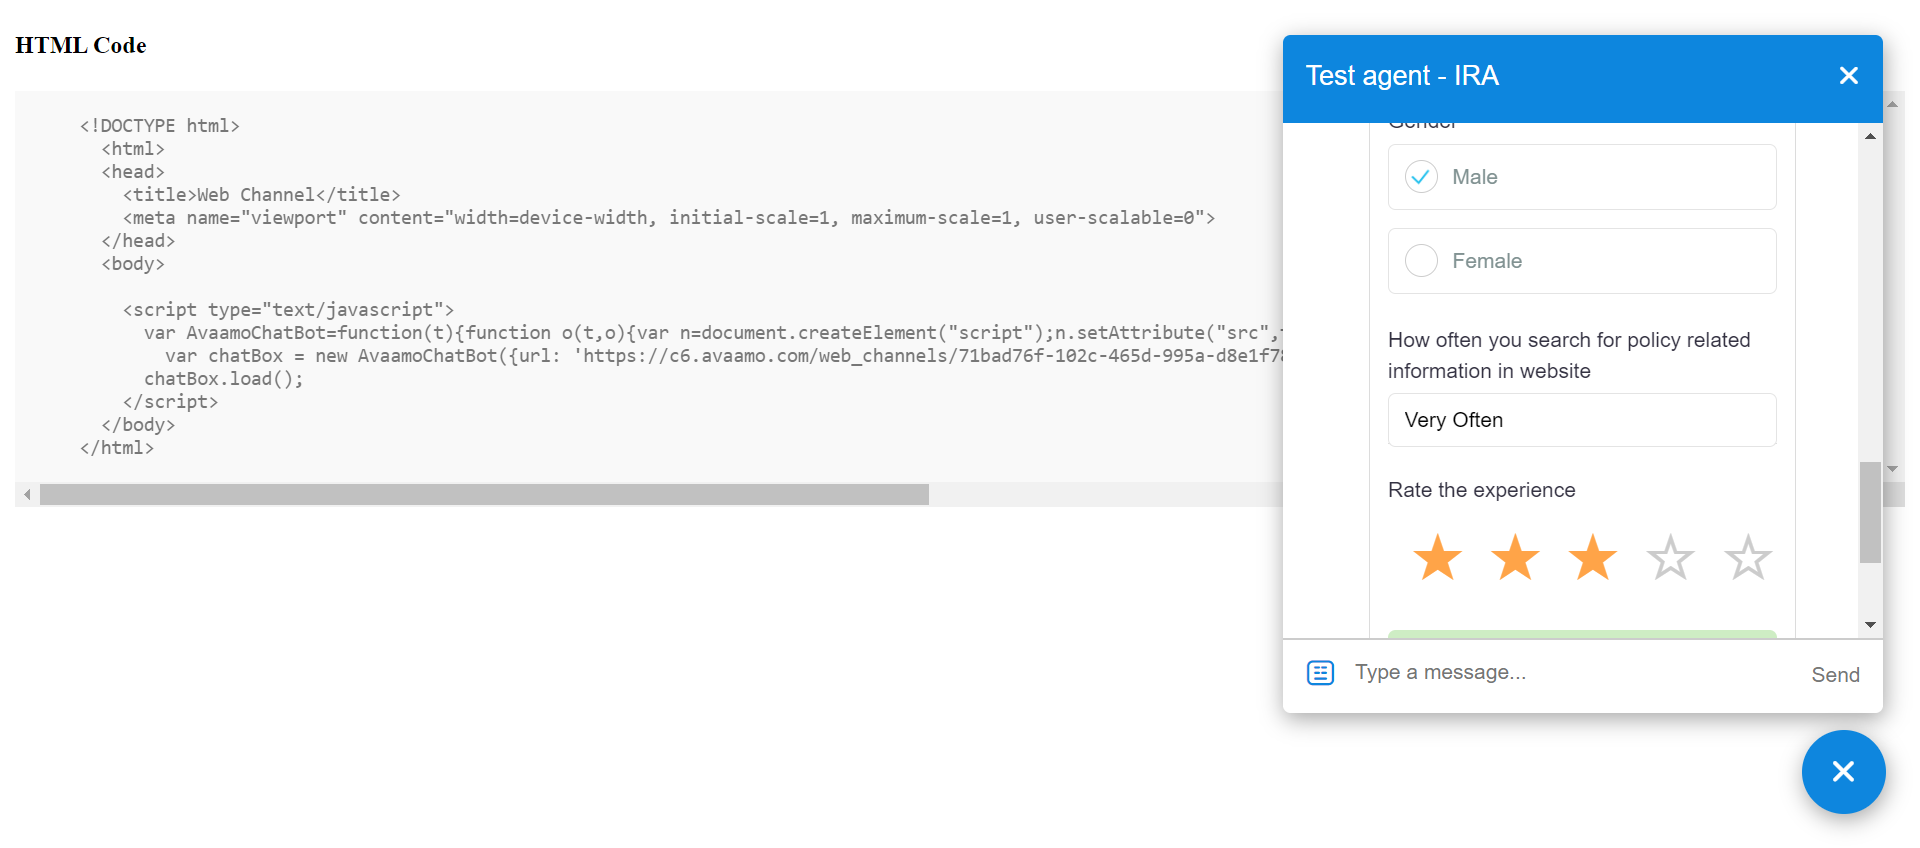 HTML Code
<!DOCTYPE html>
<html>
<head>
<title>Web Channel</title>
<meta name="viewport" content="width=device-width, initial-scale=1, maximum-scale=1, user-scalable=0">
</head>
<body>
<script type="text/javascript">
var AvaamoChatBot=function(t){function o(t,o){var n=document.createElement("script");n.setAttribute("src",
var chatBox = new AvaamoChatBot({url: 'https://c6.avaamo.com/web_channels/71bad76f-102c-465d-995a-d8e1f78
chatBox.load();
</script>
</body>
</html>
Test agent - IRA
Gender
Male
Female
How often you search for policy related
information in website
Very Often
Rate the experience
Type a message...
Send